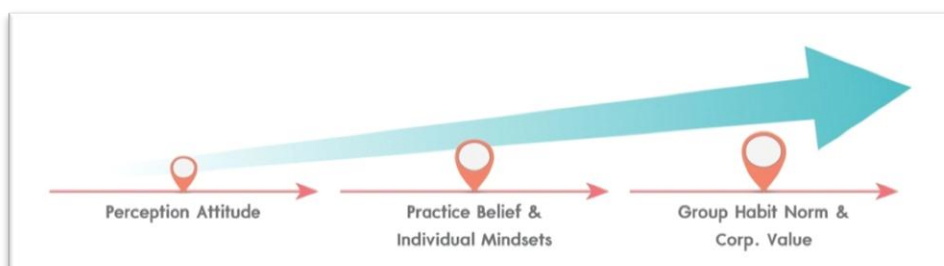 Perception Attitude
Practice Belief &
Individual Mindsets
Group Habit Norm &
Corp. Value